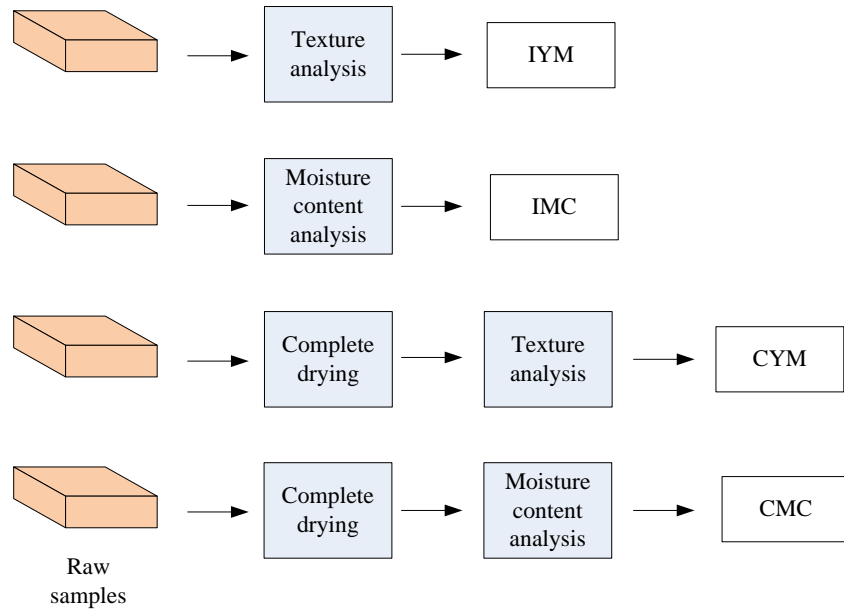 Texture
analysis
IYM
Moisture
content
analysis
IMC
Complete
drying
Texture
analysis
CYM
Complete
drying
Moisture
content
analysis
CMC
Raw
samples